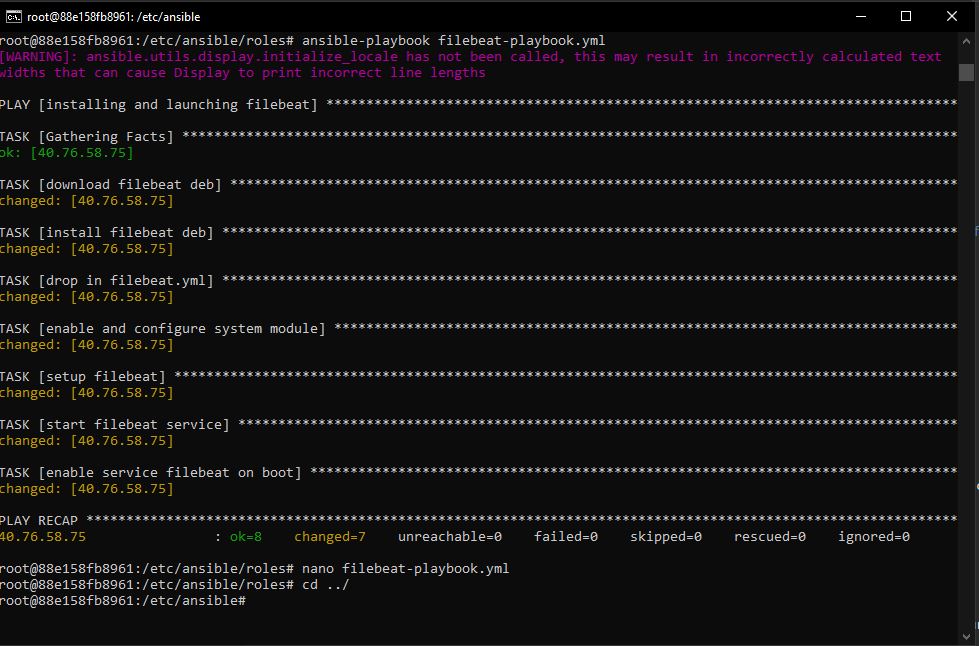 root@88e158fb8961: /etc/ansible
root@88e158fb8961:/etc/ansible/roles# ansible-playbook filebeat-playbook.yml
[WARNING]: ansible.utils.display.initialize_locale has not been called, this may result in incorrectly calculated text
widths that can cause Display to print incorrect line lengths
PLAY [installing and launching filebeat] *******************************************************************************
TASK [Gathering Facts] *************************************************************************************************
ok: [40.76.58.75]
TASK [download filebeat deb] *******************************************************************************************
changed: [40.76.58.75]
TASK [install filebeat deb] ********************************************************************************************
changed: [40.76.58.75]
TASK [drop in filebeat.yml] ********************************************************************************************
changed: [40.76.58.75]
TASK [enable and configure system module] ******************************************************************************
changed: [40.76.58.75]
TASK [setup filebeat] **************************************************************************************************
changed: [40.76.58.75]
TASK [start filebeat service] ******************************************************************************************
changed: [40.76.58.75]
TASK [enable service filebeat on boot] *********************************************************************************
changed: [40.76.58.75]
PLAY RECAP *************************************************************************************************************
40.76.58.75                : ok=8    changed=7    unreachable=0    failed=0    skipped=0    rescued=0    ignored=0
root@88e158fb8961:/etc/ansible/roles# nano filebeat-playbook.yml
root@88e158fb8961:/etc/ansible/roles# cd ../
root@88e158fb8961:/etc/ansible#